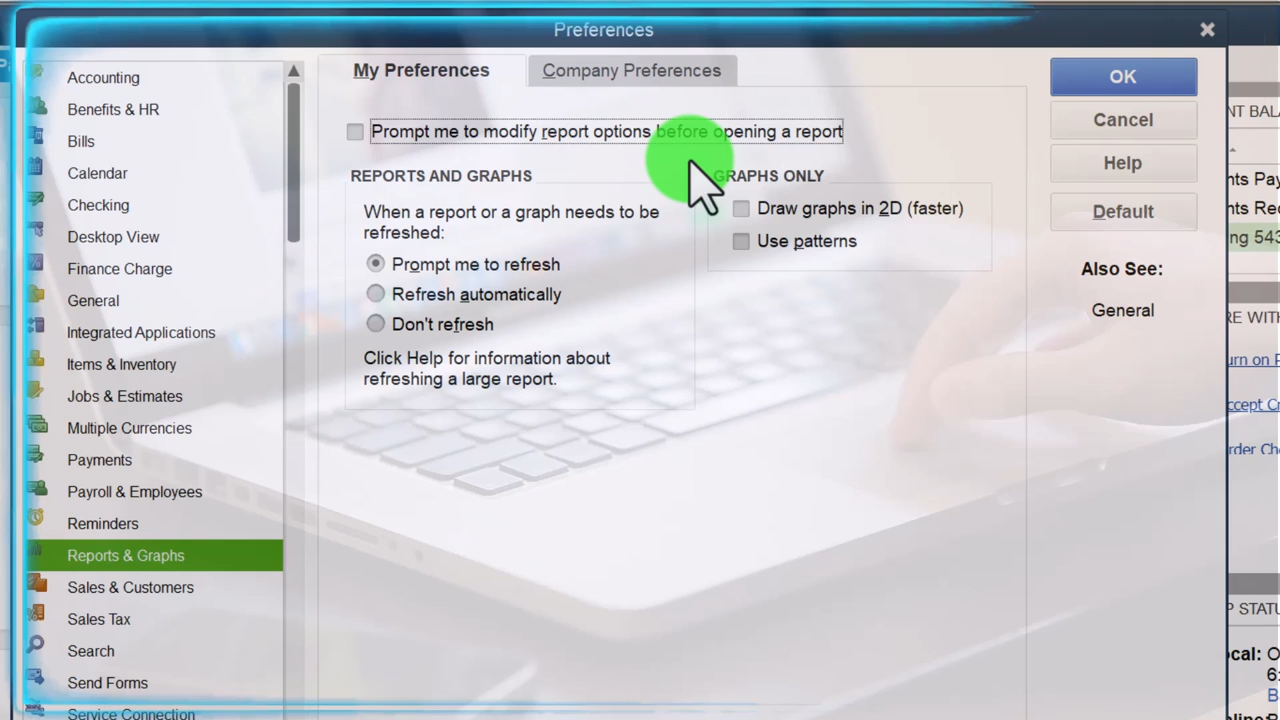 Preferences
Accounting
Benefits & HR
Bills
Calendar
Checking
Desktop View
Finance Charge
General
Integrated Applications
Items & Inventory
Jobs & Estimates
Multiple Currencies
Payments
Payroll & Employees
Reminders
Reports & Graphs
Sales & Customers
Sales Tax
Search
Send Forms
Service Connection
My Preferences
Company Preferences
Prompt me to modify report options before opening a report
REPORTS AND GRAPHS
When a report or a graph needs to be
refreshed:
Prompt me to refresh
Refresh automatically
Don't refresh
Click Help for information about
refreshing a large report.
GRAPHS ONLY
Draw graphs in 2D (faster)
Use patterns
OK
Cancel
Help
Default
Also See:
General